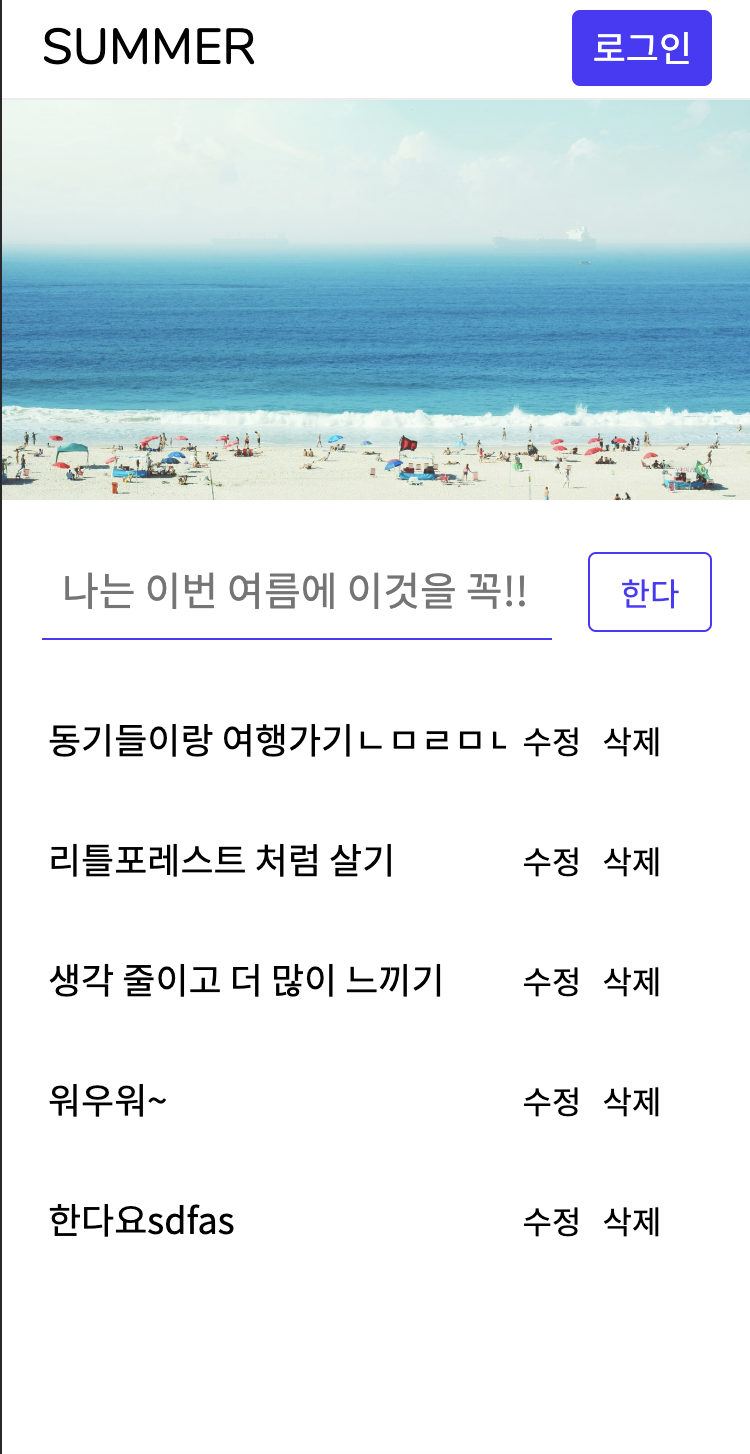 SUMMER 로그인
나는 이번 여름에 이것을 꼭!! 한다
동기들이랑 여행가기ㄴㅁㄹㅁㄴ 수정 삭제
리틀포레스트 처럼 살기 수정 삭제
생각 줄이고 더 많이 느끼기 수정 삭제
워우워~ 수정 삭제
한다요sdfas 수정 삭제